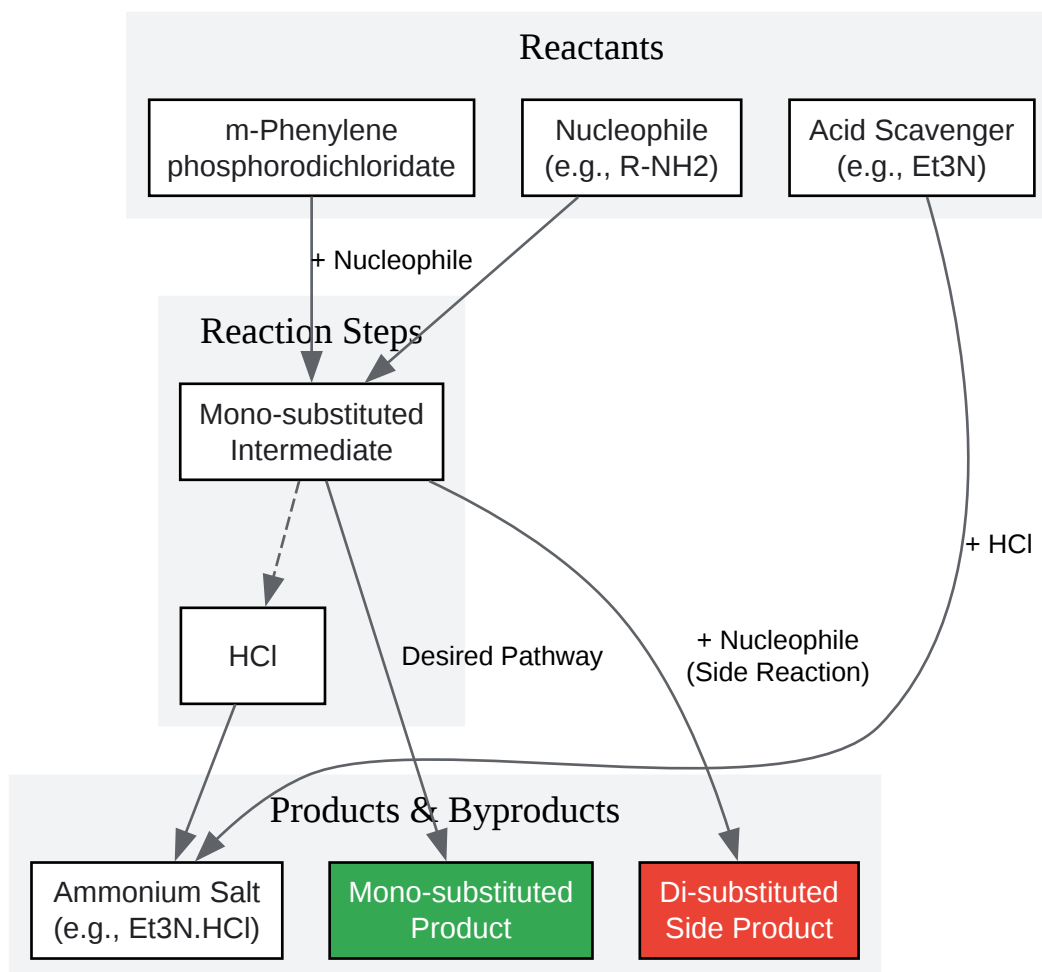 Reactants
m-Phenylene
phosphorodichloridate
Nucleophile
(e.g., R-NH2)
Acid Scavenger
(e.g., Et3N)
+ Nucleophile
Reaction Steps
Mono-substituted
Intermediate
+ HCl
HCl
Desired Pathway
+ Nucleophile
(Side Reaction)
Products & Byproducts
Ammonium Salt
(e.g., Et3N.HCl)
Mono-substituted
Product
Di-substituted
Side Product